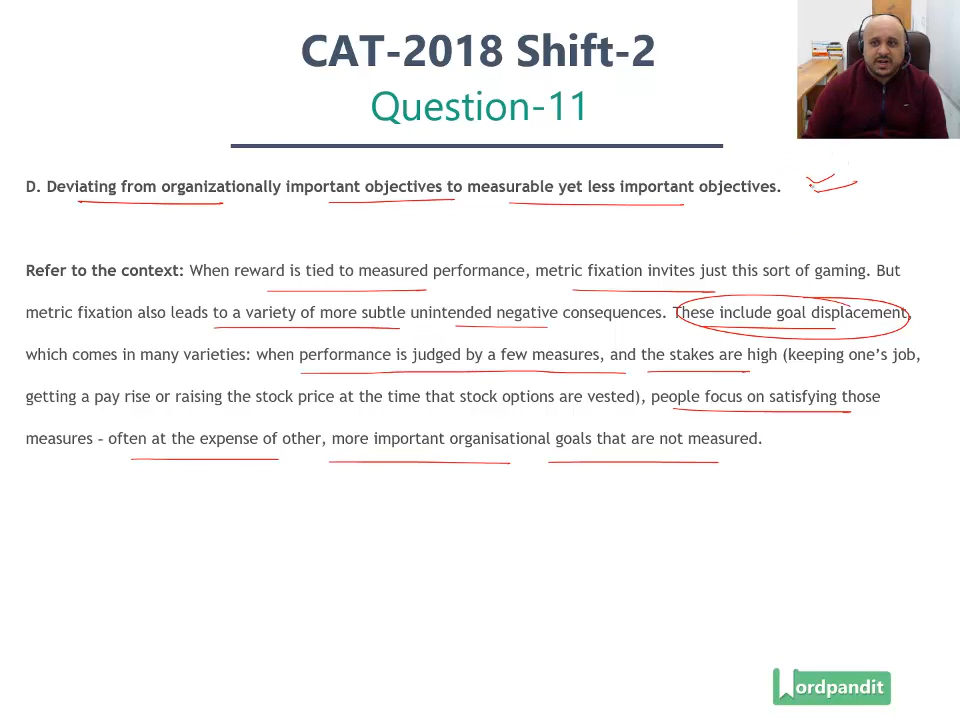 CAT-2018 Shift-2
Question-11
D. Deviating from organizationally important objectives to measurable yet less important objectives.
Refer to the context: When reward is tied to measured performance, metric fixation invites just this sort of gaming. But
metric fixation also leads to a variety of more subtle unintended negative consequences. These include goal displacement,
which comes in many varieties: when performance is judged by a few measures, and the stakes are high (keeping one’s job,
getting a pay rise or raising the stock price at the time that stock options are vested), people focus on satisfying those
measures – often at the expense of other, more important organisational goals that are not measured.
Wordpandit